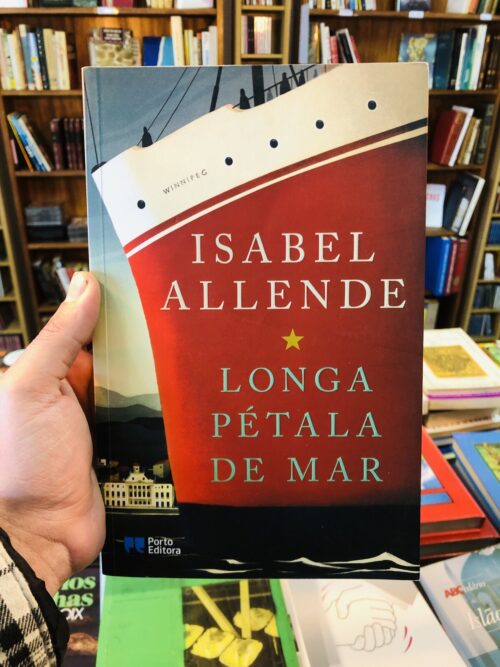 WINNIPEG
ISABEL
ALLENDE
LONGA
PÉTALA
DE MAR
Porto
Editora